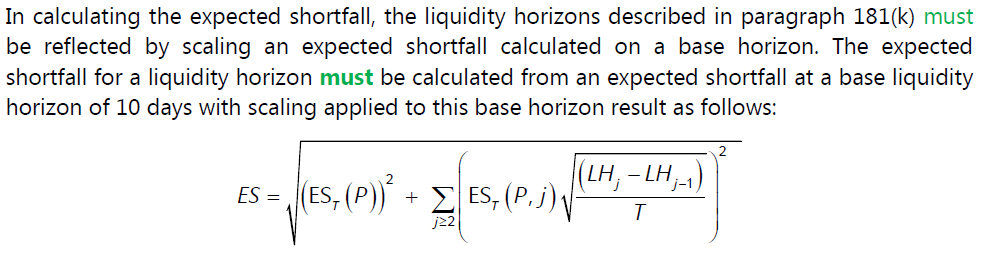 In calculating the expected shortfall, the liquidity horizons described in paragraph 181(k) must
be reflected by scaling an expected shortfall calculated on a base horizon. The expected
shortfall for a liquidity horizon must be calculated from an expected shortfall at a base liquidity
horizon of 10 days with scaling applied to this base horizon result as follows:
ES = √((ES_T(P))² + ∑_{j≥2}(ES_T(P, j)√((LH_j − LH_{j−1})/T))²)